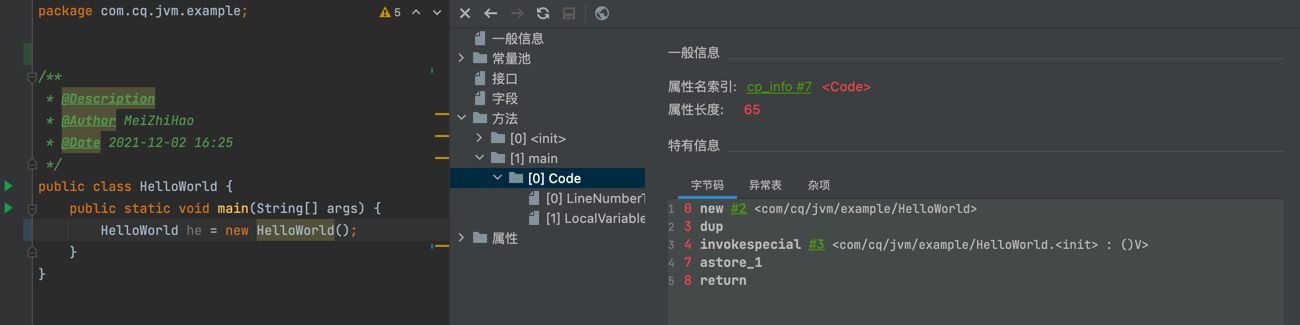 package com.cq.jvm.example;
5
/**
* @Description
* @Author MeiZhiHao
* @Date 2021-12-02 16:25
*/
public class HelloWorld {
public static void main(String[] args) {
HelloWorld he = new HelloWorld();
}
}
一般信息
常量池
接口
字段
方法
[0] <init>
[1] main
[0] Code
[0] LineNumberT
[1] LocalVariable
属性
一般信息
属性名索引: cp_info #7 <Code>
属性长度: 65
特有信息
字节码 异常表 杂项
1 0 new #2 <com/cq/jvm/example/HelloWorld>
2 3 dup
3 4 invokespecial #3 <com/cq/jvm/example/HelloWorld.<init> : ()V>
4 7 astore_1
5 8 return